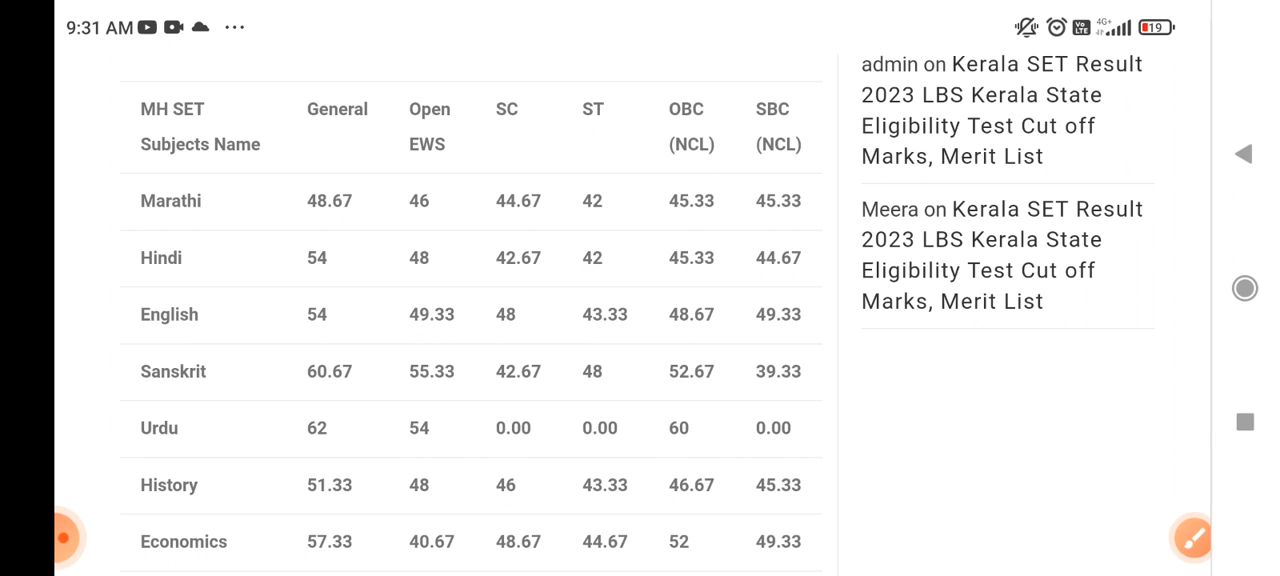 9:31 AM ...
4G+
Vo LTE
19
MH SET General Open SC ST OBC SBC
Subjects Name EWS (NCL) (NCL)
Marathi 48.67 46 44.67 42 45.33 45.33
Hindi 54 48 42.67 42 45.33 44.67
English 54 49.33 48 43.33 48.67 49.33
Sanskrit 60.67 55.33 42.67 48 52.67 39.33
Urdu 62 54 0.00 0.00 60 0.00
History 51.33 48 46 43.33 46.67 45.33
Economics 57.33 40.67 48.67 44.67 52 49.33
admin on Kerala SET Result
2023 LBS Kerala State
Eligibility Test Cut off
Marks, Merit List
Meera on Kerala SET Result
2023 LBS Kerala State
Eligibility Test Cut off
Marks, Merit List